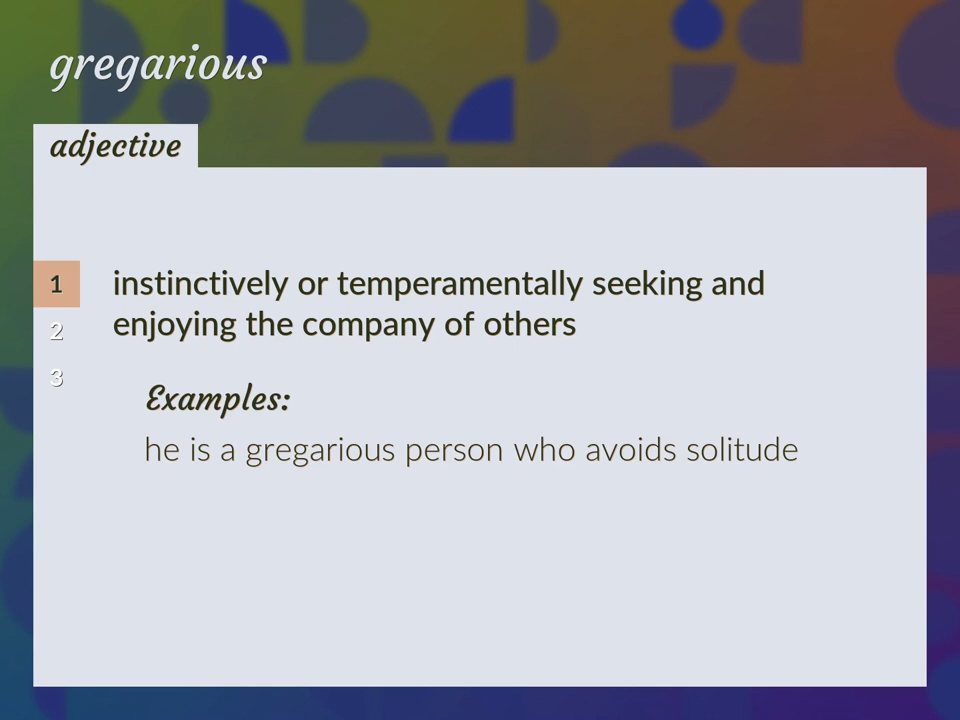 gregarious
adjective
1
instinctively or temperamentally seeking and
enjoying the company of others
2
3
Examples:
he is a gregarious person who avoids solitude